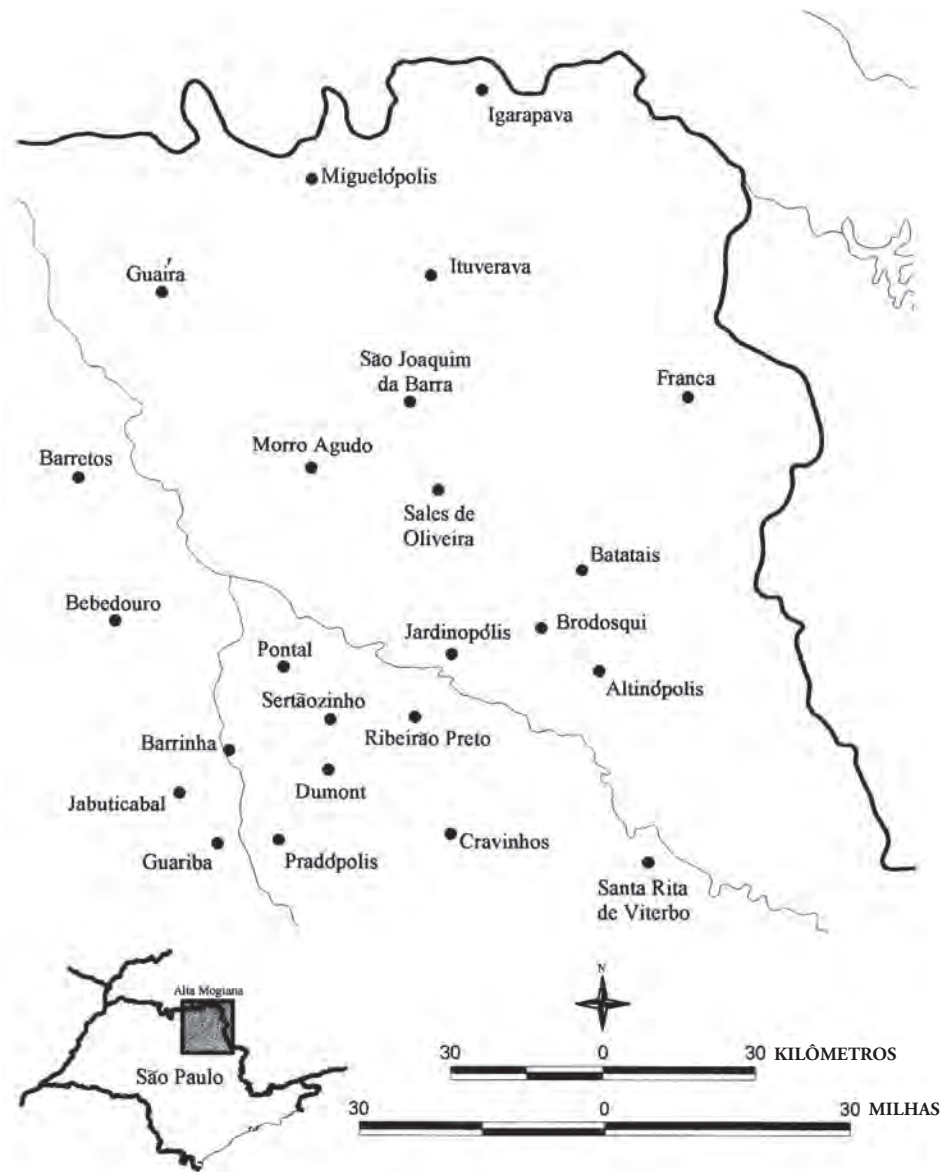 Igarapava
Miguelópolis
Guaíra
Ituverava
São Joaquim
da Barra
Franca
Morro Agudo
Barretos
Sales de
Oliveira
Batatais
Bebedouro
Brodosqui
Jardinopólis
Pontal
Altinópolis
Sertãozinho
Ribeirão Preto
Barrinha
Dumont
Jabuticabal
Cravinhos
Guariba
Pradópolis
Santa Rita
de Viterbo
Alta Mogiana
São Paulo
N
30 0 30 KILÔMETROS
30 0 30 MILHAS